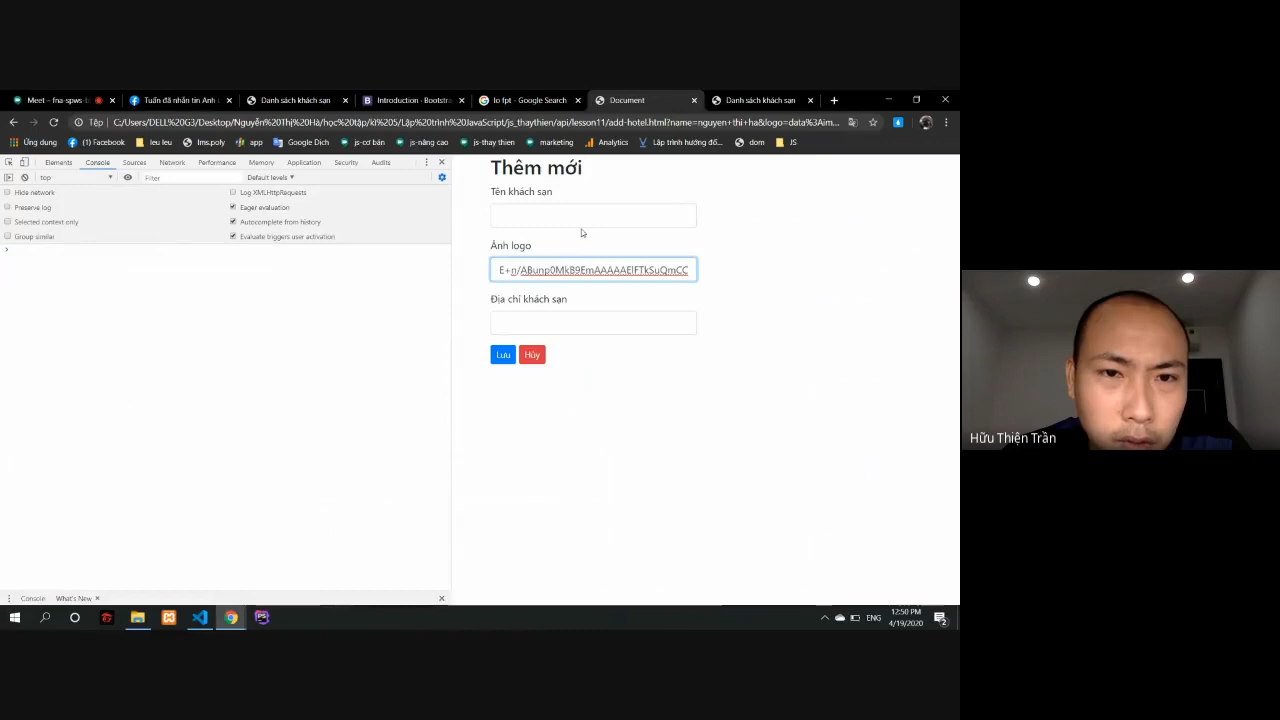 Meet – fna-spws-b
Tuấn đã nhắn tin Anh
Danh sách khách sạn
Introduction · Bootstra
lo fpt - Google Search
Document
Danh sách khách sạn
Tệp
C:/Users/DELL%20G3/Desktop/Nguyễn%20Thị%20Hà/học%20tập/kì%205/Lập%20trình%20JavaScript/js_thaythien/api/lesson11/add-hotel.html?name=nguyen+thi+ha&logo=data%3Aim...
Ứng dụng
(1) Facebook
leu leu
lms.poly
app
Google Dịch
js-cơ bản
js-nâng cao
js-thay thien
marketing
Analytics
Lập trình hướng đố...
dom
JS
Elements
Console
Sources
Network
Performance
Memory
Application
Security
Audits
top
Filter
Default levels
Hide network
Log XMLHttpRequests
Preserve log
Eager evaluation
Selected context only
Autocomplete from history
Group similar
Evaluate triggers user activation
Thêm mới
Tên khách sạn
Ảnh logo
E+n/ABunp0MkB9EmAAAAAElFTkSuQmCC
Địa chỉ khách sạn
Lưu
Hủy
Hữu Thiện Trần
Console
What's New
ENG
12:50 PM
4/19/2020
2